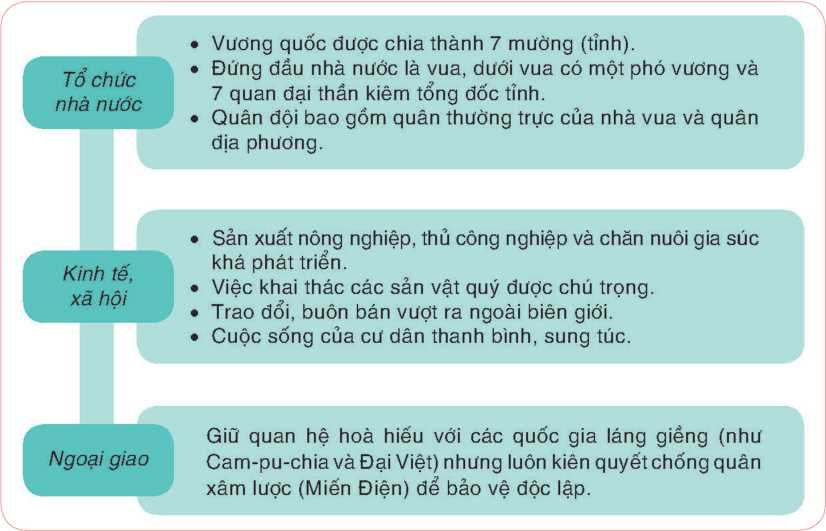 Tổ chức
nhà nước
• Vương quốc được chia thành 7 mường (tỉnh).
• Đứng đầu nhà nước là vua, dưới vua có một phó vương và
7 quan đại thần kiêm tổng đốc tỉnh.
• Quân đội bao gồm quân thường trực của nhà vua và quân
địa phương.
Kinh tế,
xã hội
• Sản xuất nông nghiệp, thủ công nghiệp và chăn nuôi gia súc
khá phát triển.
• Việc khai thác các sản vật quý được chú trọng.
• Trao đổi, buôn bán vượt ra ngoài biên giới.
• Cuộc sống của cư dân thanh bình, sung túc.
Ngoại giao
Giữ quan hệ hoà hiếu với các quốc gia láng giềng (như
Cam-pu-chia và Đại Việt) nhưng luôn kiên quyết chống quân
xâm lược (Miến Điện) để bảo vệ độc lập.